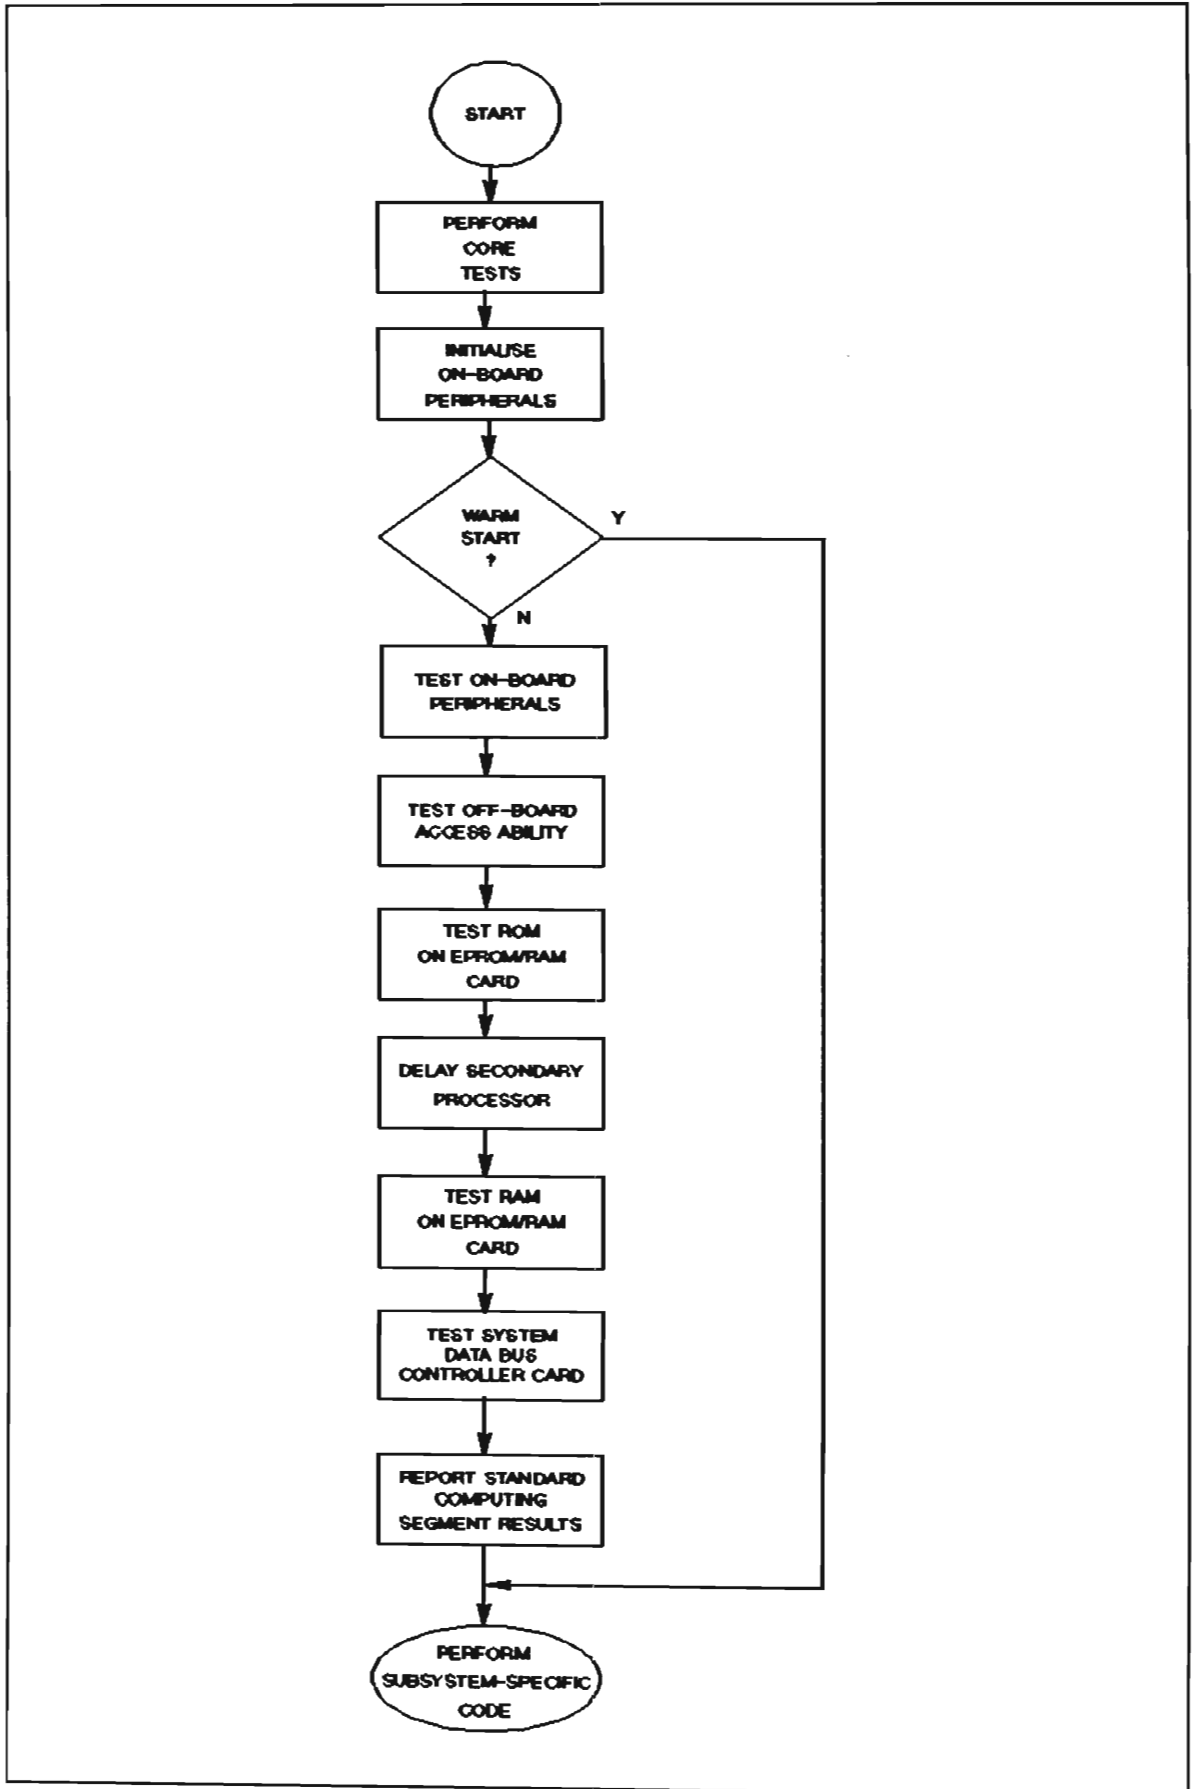 START
PERFORM
CORE
TESTS
INITIALISE
ON-BOARD
PERIPHERALS
WARM
START
?
Y
N
TEST ON-BOARD
PERIPHERALS
TEST OFF-BOARD
ACCESS ABILITY
TEST ROM
ON EPROM/RAM
CARD
DELAY SECONDARY
PROCESSOR
TEST RAM
ON EPROM/RAM
CARD
TEST SYSTEM
DATA BUS
CONTROLLER CARD
REPORT STANDARD
COMPUTING
SEGMENT RESULTS
PERFORM
SUBSYSTEM-SPECIFIC
CODE